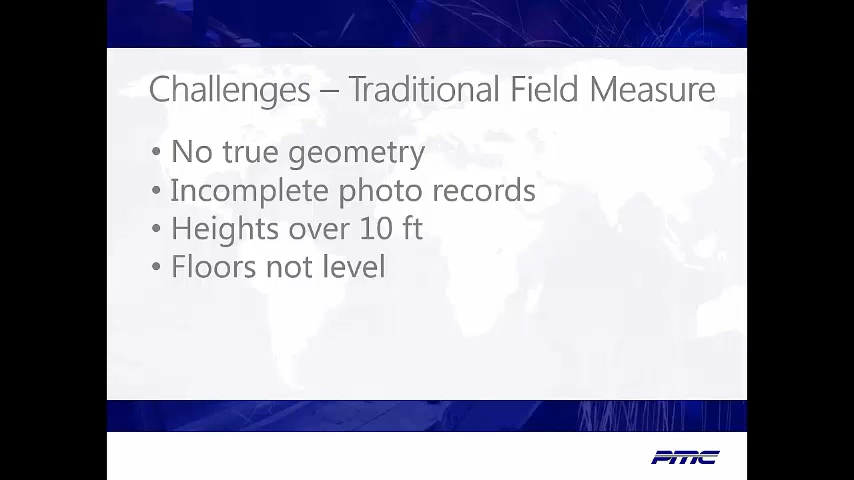 Challenges – Traditional Field Measure
• No true geometry
• Incomplete photo records
• Heights over 10 ft
• Floors not level
PMC